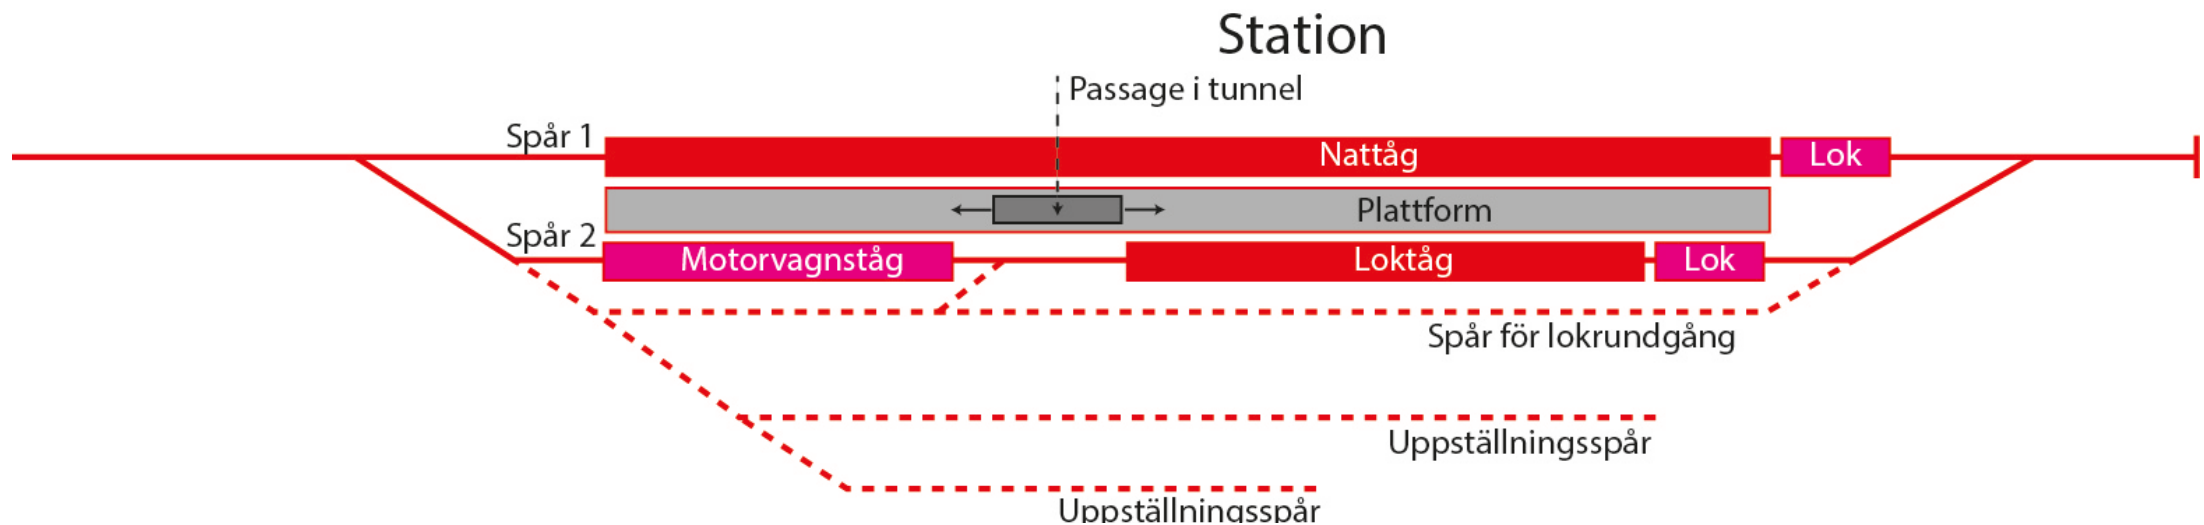 Station
Passage i tunnel
Spår 1
Nattåg
Lok
Plattform
Spår 2
Motorvagnståg
Loktåg
Lok
Spår för lokrundgång
Uppställningsspår
Uppställningsspår